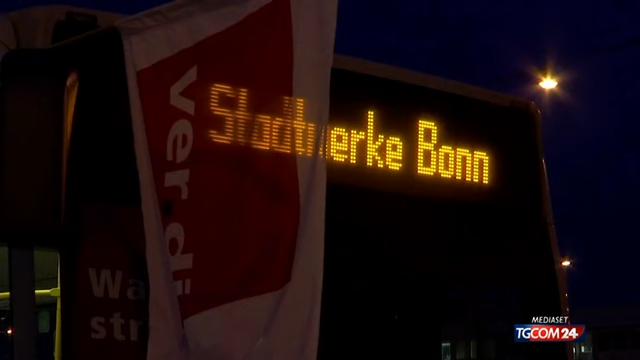 Stadtwerke Bonn
ver.di
Wa
str
MEDIASET
TGCOM24